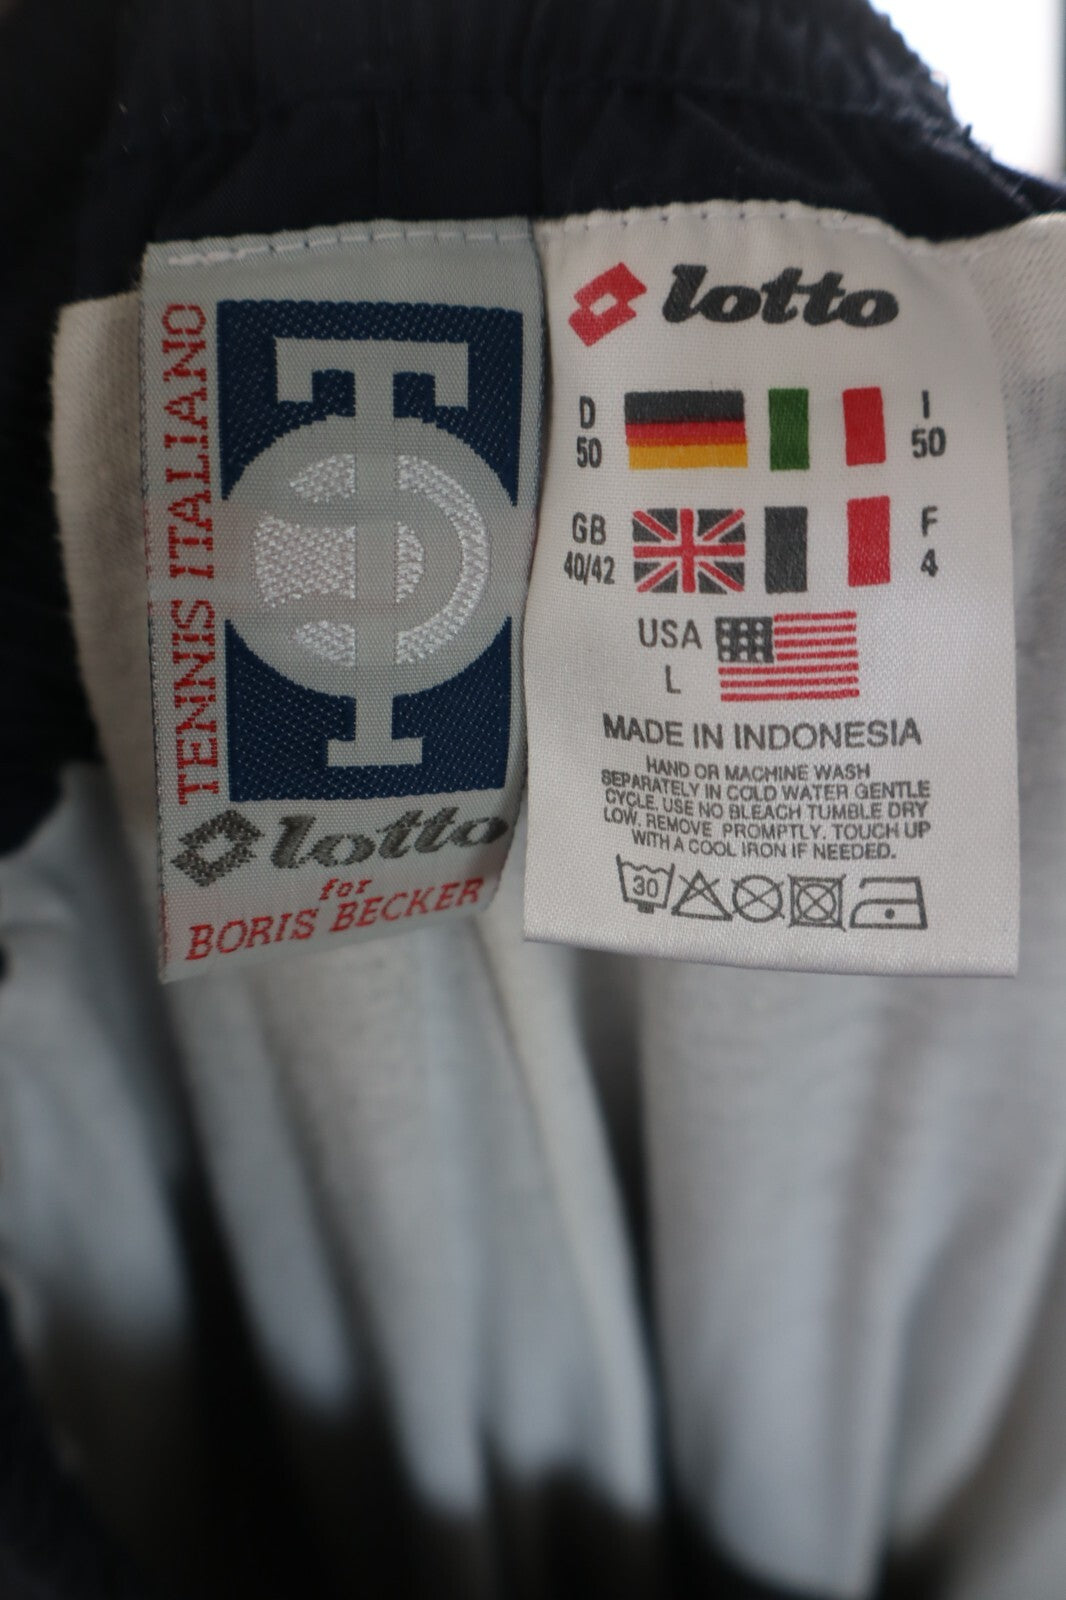 TENNIS ITALIANO
lotto
for
BORIS BECKER
lotto
D
50
I
50
GB
40/42
F
4
USA
L
MADE IN INDONESIA
HAND OR MACHINE WASH
SEPARATELY IN COLD WATER GENTLE
CYCLE. USE NO BLEACH TUMBLE DRY
LOW. REMOVE PROMPTLY. TOUCH UP
WITH A COOL IRON IF NEEDED.
30